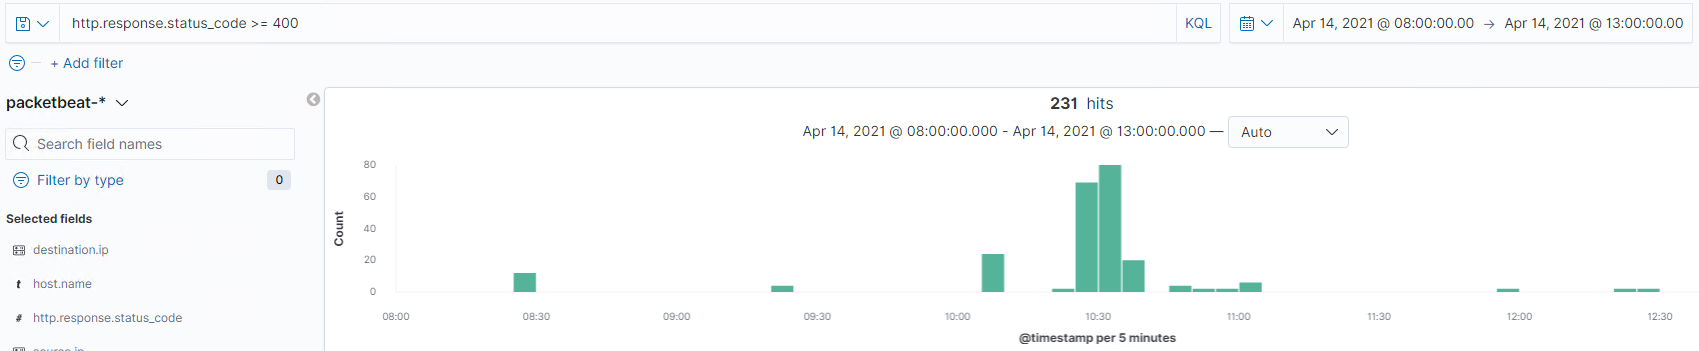 http.response.status_code >= 400 KQL Apr 14, 2021 @ 08:00:00.00 → Apr 14, 2021 @ 13:00:00.00
+ Add filter
packetbeat-*
Search field names
Filter by type 0
Selected fields
destination.ip
t host.name
# http.response.status_code
231 hits
Apr 14, 2021 @ 08:00:00.000 - Apr 14, 2021 @ 13:00:00.000 — Auto
Count
80
60
40
20
0
08:00 08:30 09:00 09:30 10:00 10:30 11:00 11:30 12:00 12:30
@timestamp per 5 minutes